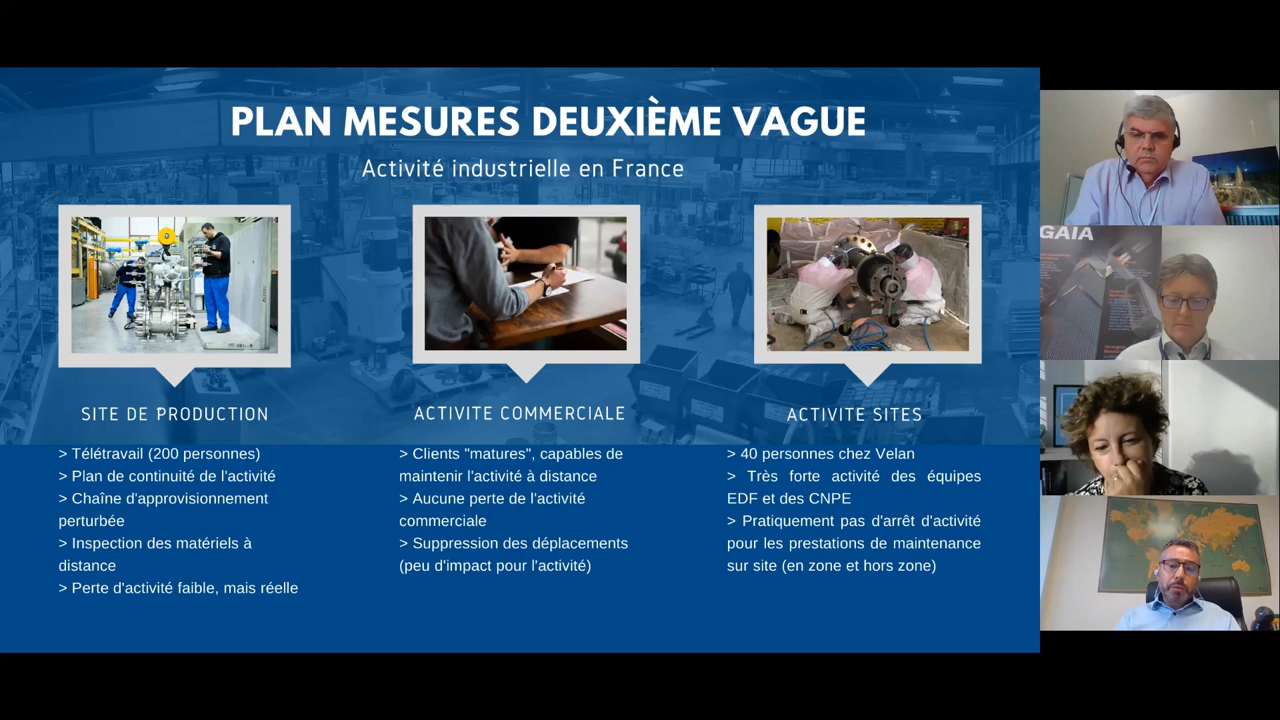 PLAN MESURES DEUXIÈME VAGUE
Activité industrielle en France
SITE DE PRODUCTION
> Télétravail (200 personnes)
> Plan de continuité de l'activité
> Chaîne d'approvisionnement
perturbée
> Inspection des matériels à
distance
> Perte d'activité faible, mais réelle
ACTIVITE COMMERCIALE
> Clients "matures", capables de
maintenir l'activité à distance
> Aucune perte de l'activité
commerciale
> Suppression des déplacements
(peu d'impact pour l'activité)
ACTIVITE SITES
> 40 personnes chez Velan
> Très forte activité des équipes
EDF et des CNPE
> Pratiquement pas d'arrêt d'activité
pour les prestations de maintenance
sur site (en zone et hors zone)
GAIA